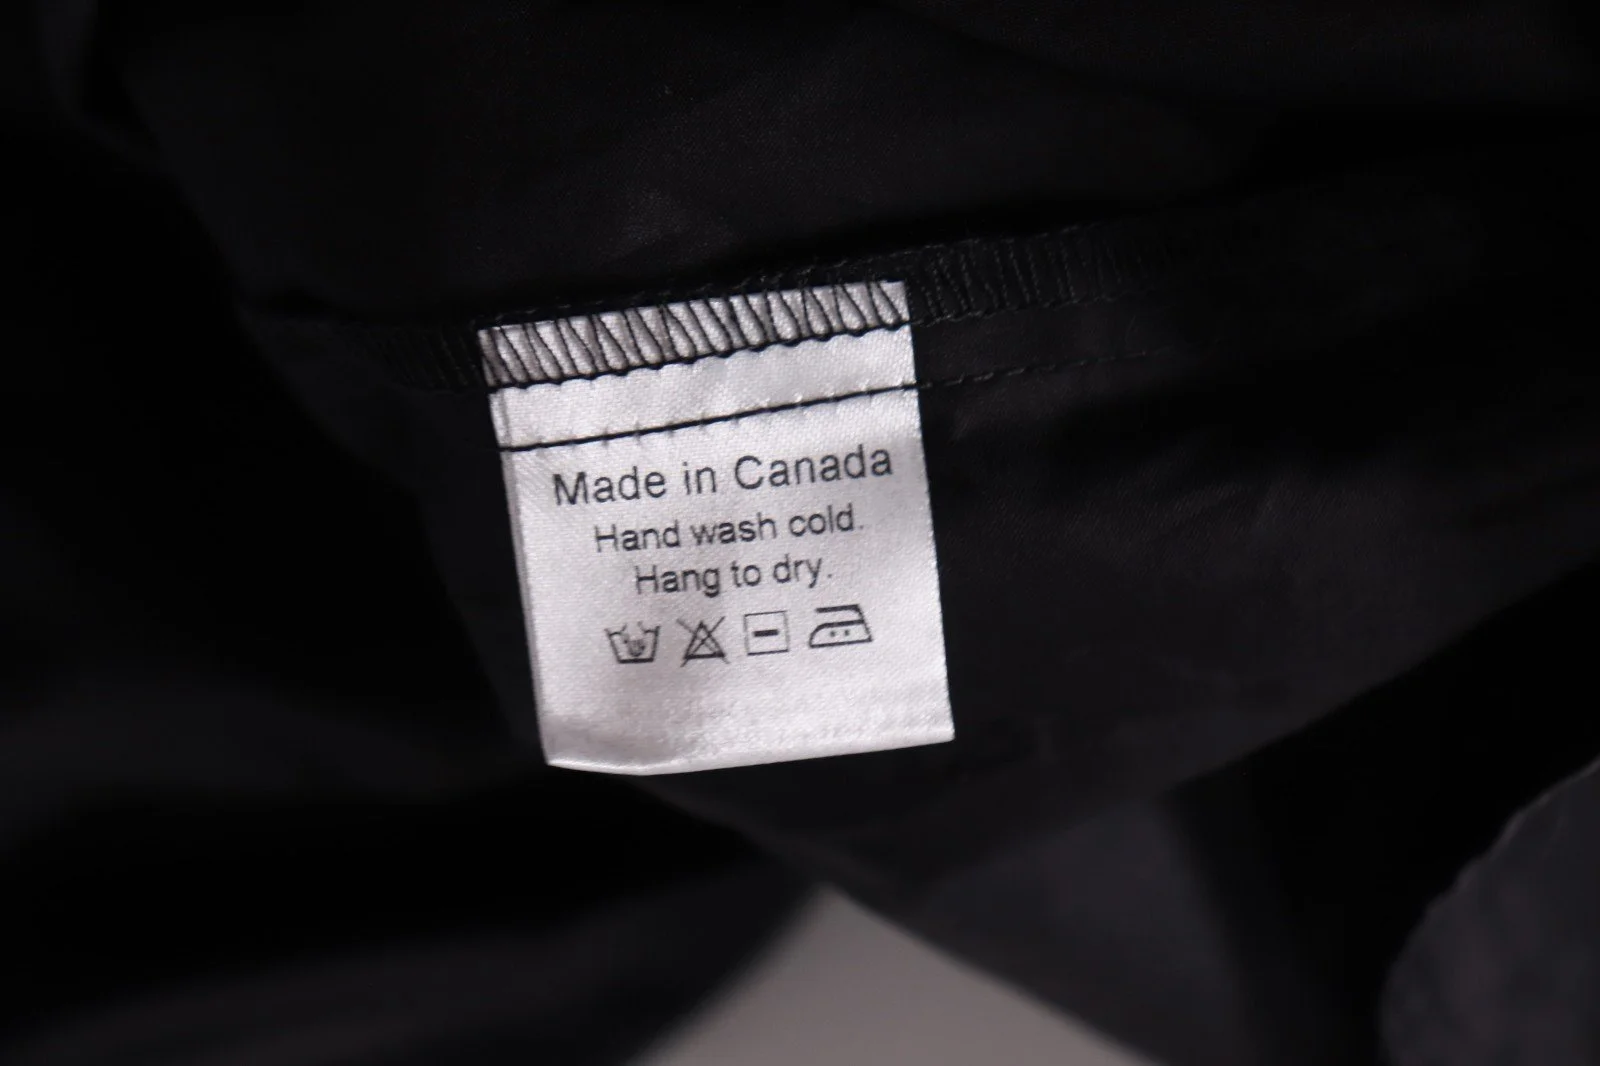 Made in Canada
Hand wash cold.
Hang to dry.